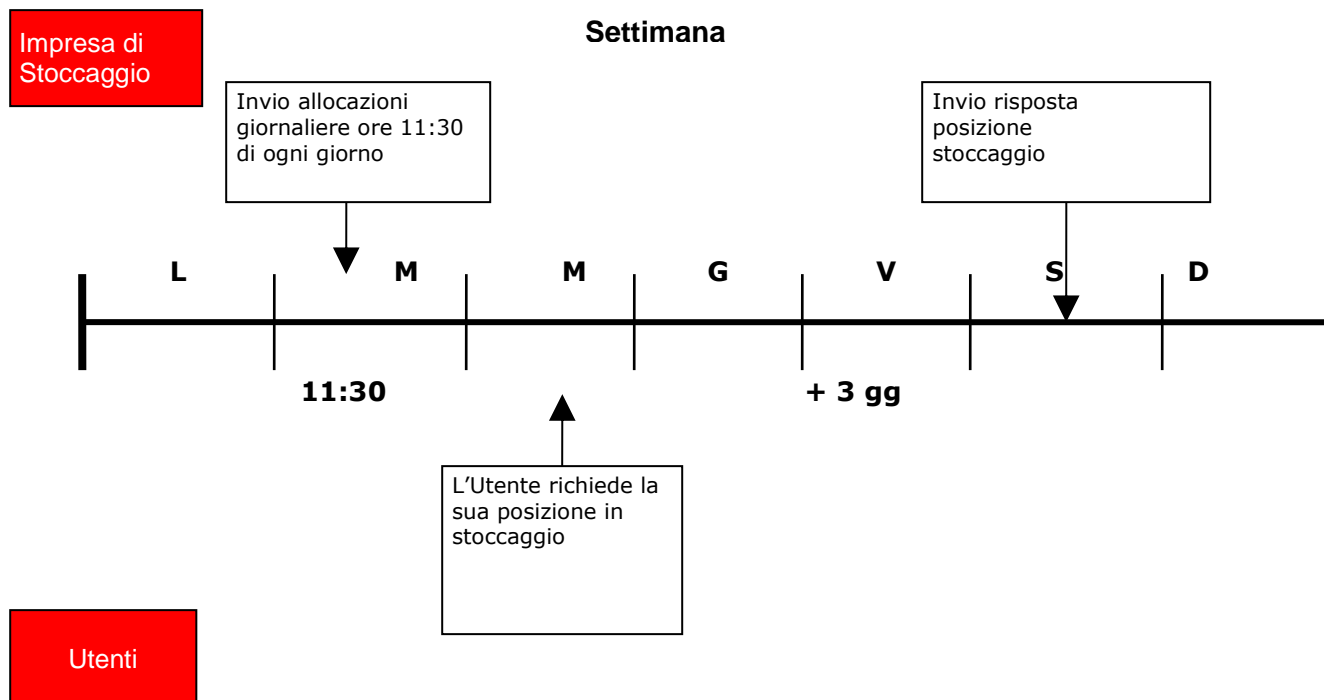 Impresa di
Stoccaggio
Settimana
Invio allocazioni
giornaliere ore 11:30
di ogni giorno
Invio risposta
posizione
stoccaggio
L M M G V S D
11:30 + 3 gg
L’Utente richiede la
sua posizione in
stoccaggio
Utenti